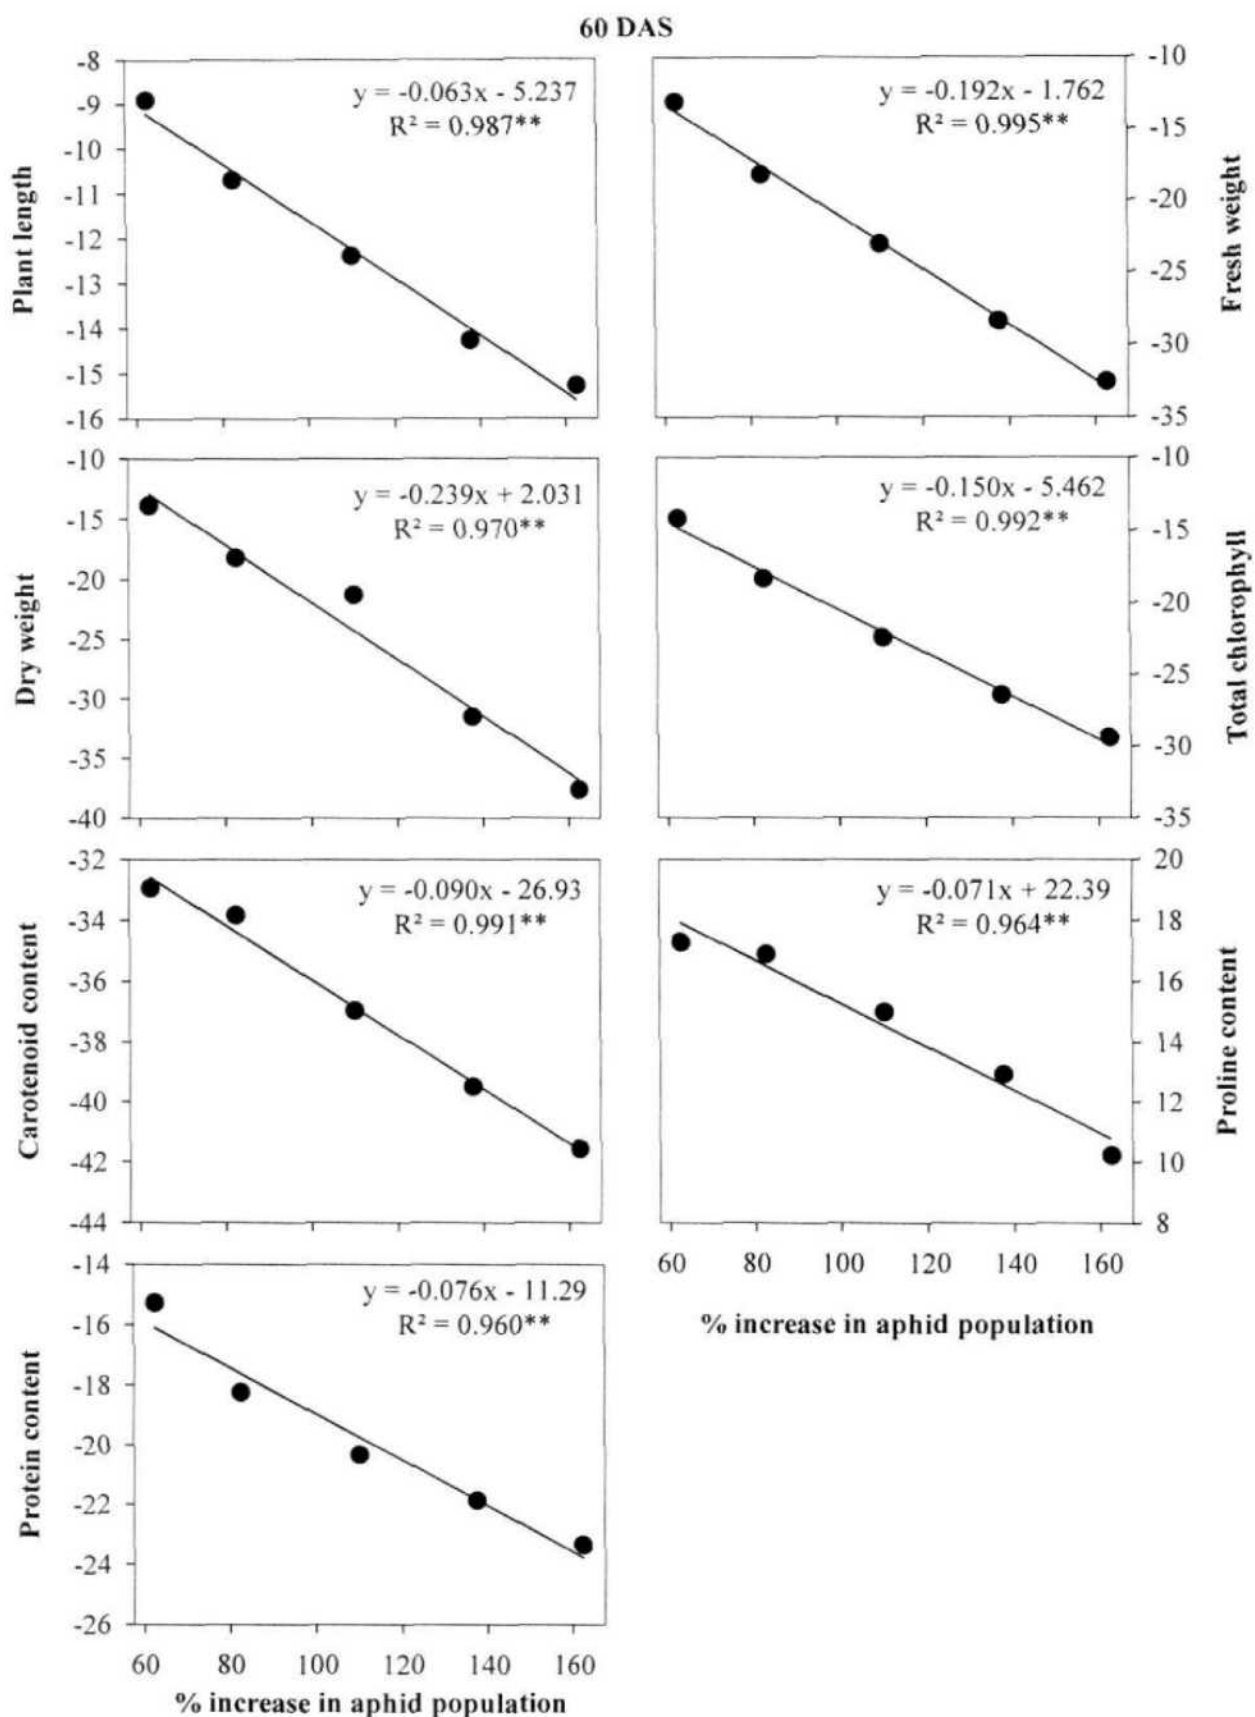 60 DAS
-8
-9
-10
-11
-12
-13
-14
-15
-16
Plant length
y = -0.063x - 5.237
R² = 0.987**
y = -0.192x - 1.762
R² = 0.995**
-10
-15
-20
-25
-30
-35
Fresh weight
-10
-15
-20
-25
-30
-35
-40
Dry weight
y = -0.239x + 2.031
R² = 0.970**
y = -0.150x - 5.462
R² = 0.992**
-10
-15
-20
-25
-30
-35
Total chlorophyll
-32
-34
-36
-38
-40
-42
-44
Carotenoid content
y = -0.090x - 26.93
R² = 0.991**
y = -0.071x + 22.39
R² = 0.964**
20
18
16
14
12
10
8
Proline content
60 80 100 120 140 160
% increase in aphid population
-14
-16
-18
-20
-22
-24
-26
Protein content
y = -0.076x - 11.29
R² = 0.960**
60 80 100 120 140 160
% increase in aphid population